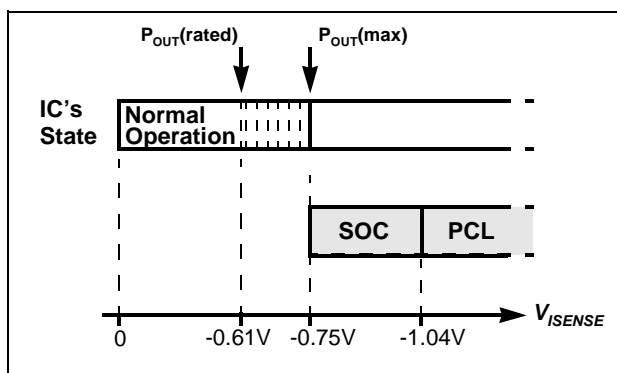 P_OUT(rated) P_OUT(max)
IC's
State
Normal
Operation
SOC PCL
V_ISENSE
0 -0.61V -0.75V -1.04V